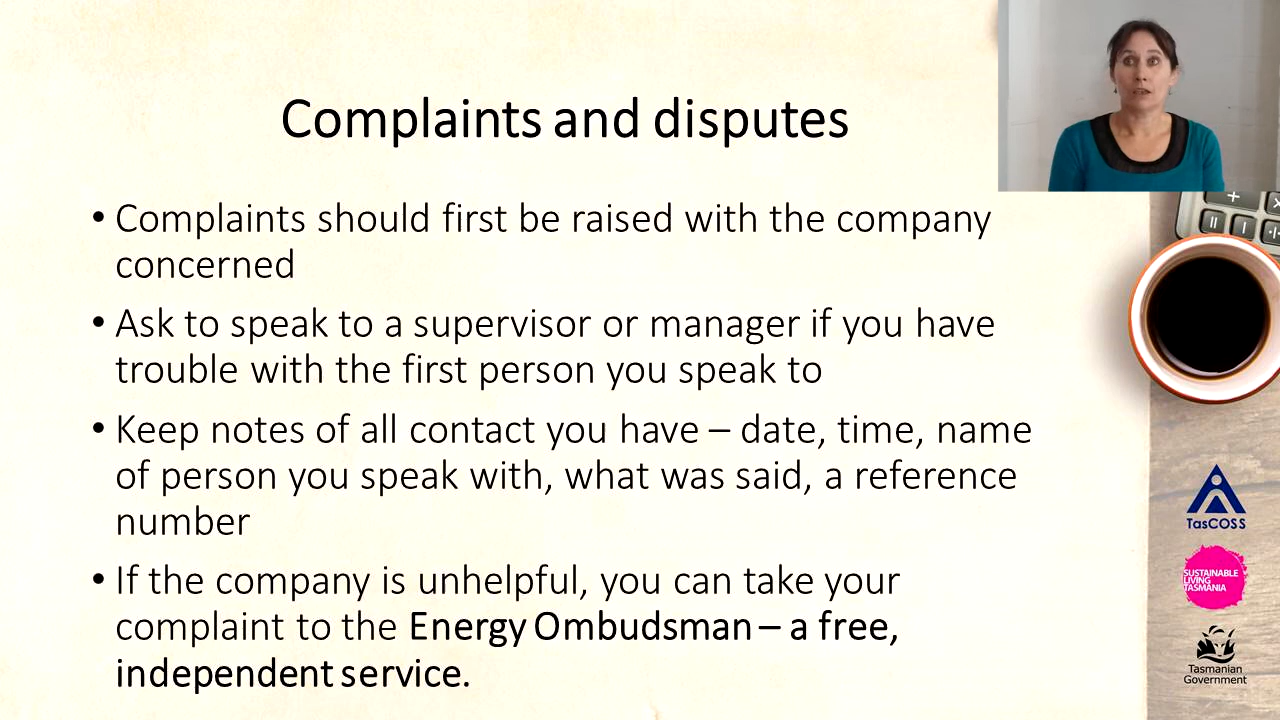 Complaints and disputes
• Complaints should first be raised with the company
concerned
• Ask to speak to a supervisor or manager if you have
trouble with the first person you speak to
• Keep notes of all contact you have – date, time, name
of person you speak with, what was said, a reference
number
• If the company is unhelpful, you can take your
complaint to the Energy Ombudsman – a free,
independent service.
TasCOSS
SUSTAINABLE
LIVING
TASMANIA
Tasmanian
Government